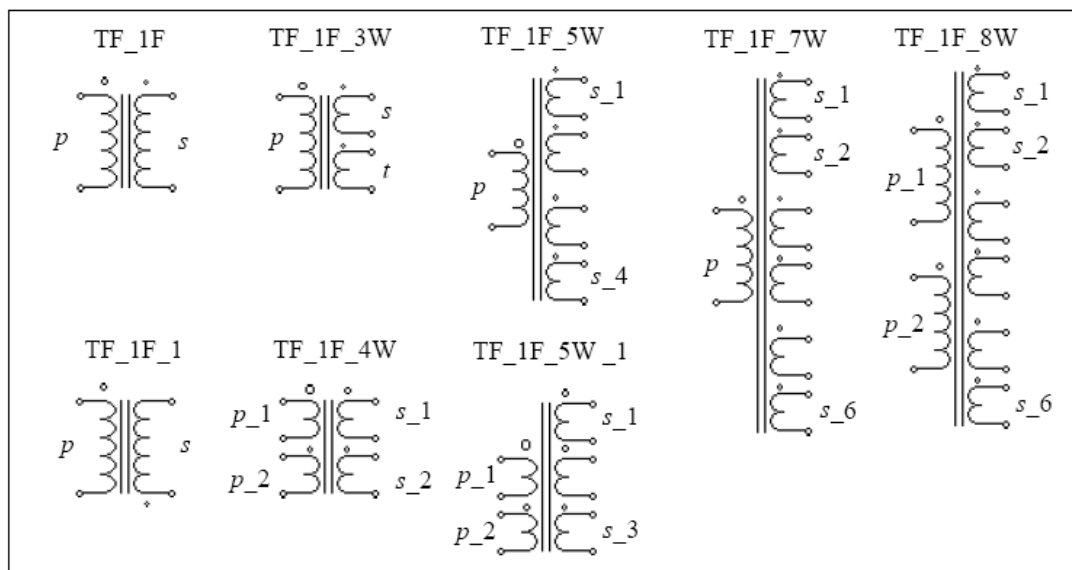 TF_1F
p
s
TF_1F_3W
p
s
t
TF_1F_5W
s_1
p
s_4
TF_1F_7W
s_1
s_2
p
s_6
TF_1F_8W
s_1
s_2
p_1
p_2
s_6
TF_1F_1
p
s
TF_1F_4W
p_1
s_1
p_2
s_2
TF_1F_5W _1
s_1
p_1
p_2
s_3